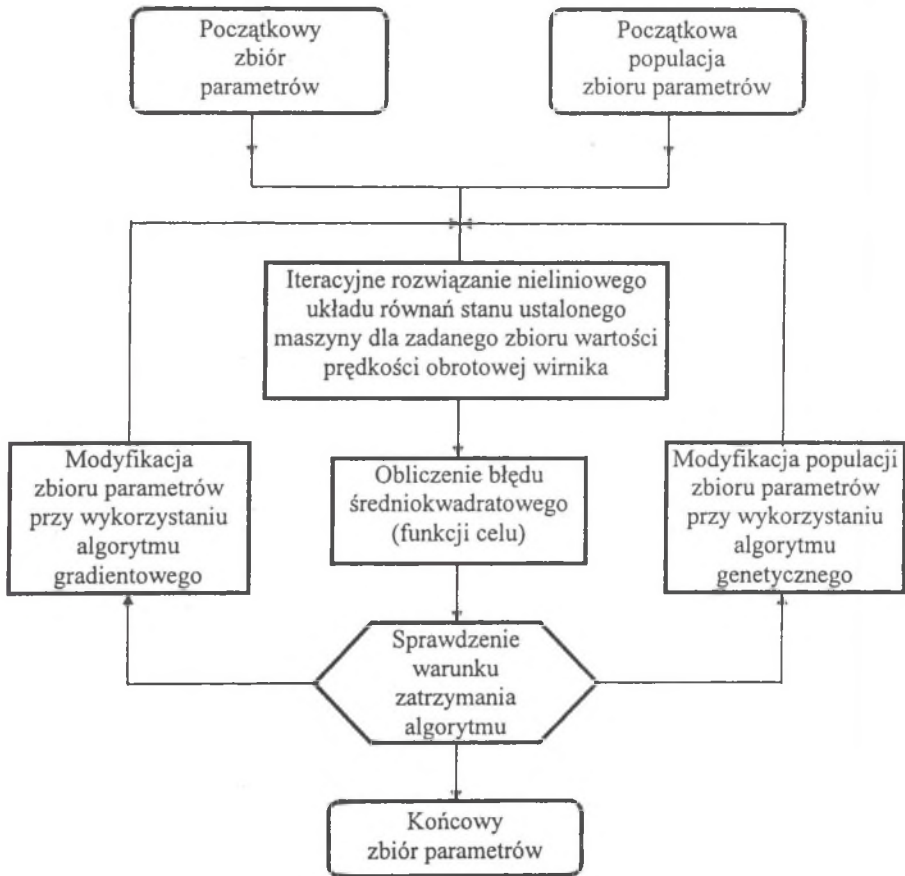 Początkowy
zbiór
parametrów
Początkowa
populacja
zbioru parametrów
Iteracyjne rozwiązanie nieliniowego
układu równań stanu ustalonego
maszyny dla zadanego zbioru wartości
prędkości obrotowej wirnika
Modyfikacja
zbioru parametrów
przy wykorzystaniu
algorytmu
gradientowego
Obliczenie błędu
średniokwadratowego
(funkcji celu)
Modyfikacja populacji
zbioru parametrów
przy wykorzystaniu
algorytmu
genetycznego
Sprawdzenie
warunku
zatrzymania
algorytmu
Końcowy
zbiór parametrów